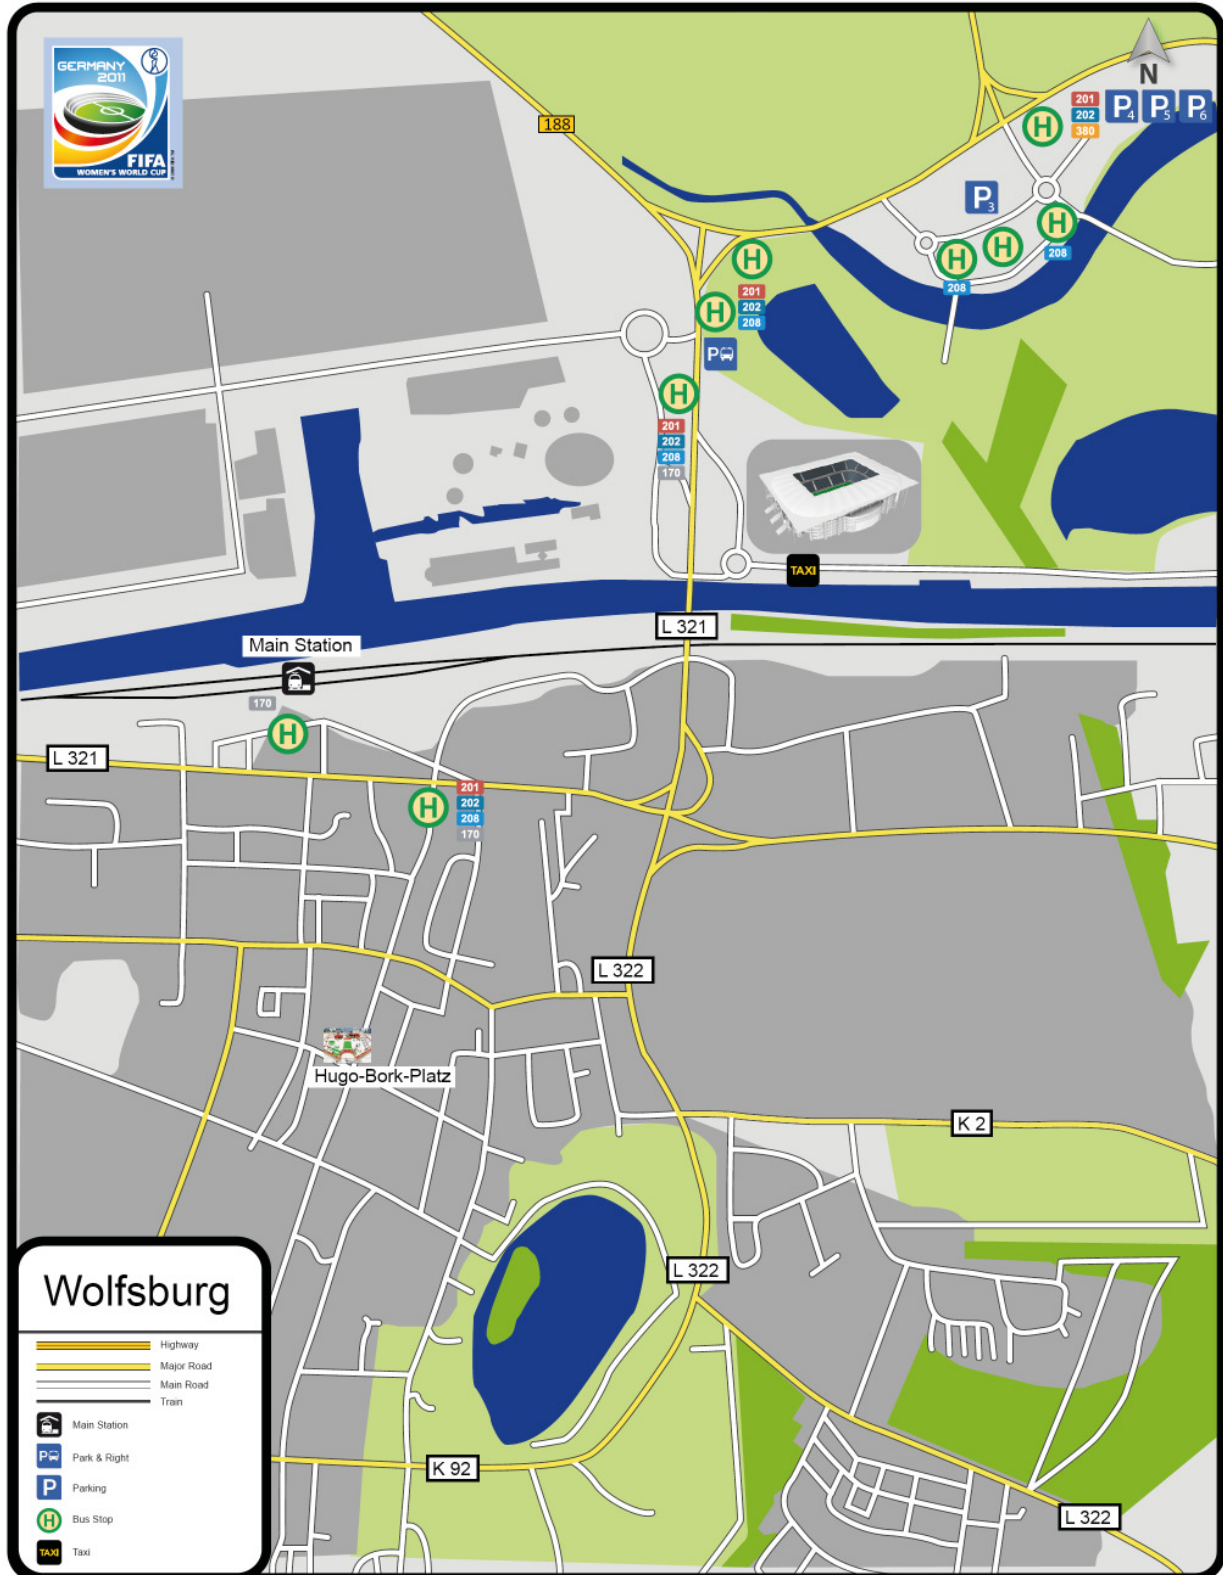 GERMANY
2011
FIFA
WOMEN'S WORLD CUP
188
N
201
202
380
P4
P5
P6
P3
208
208
201
202
208
P
201
202
208
170
TAXI
L 321
Main Station
170
L 321
201
202
208
170
L 322
Hugo-Bork-Platz
K 2
L 322
K 92
L 322
Wolfsburg
Highway
Major Road
Main Road
Train
Main Station
P
Park & Right
P
Parking
H
Bus Stop
TAXI
Taxi
H
H
H
H
H
H
H
H
H